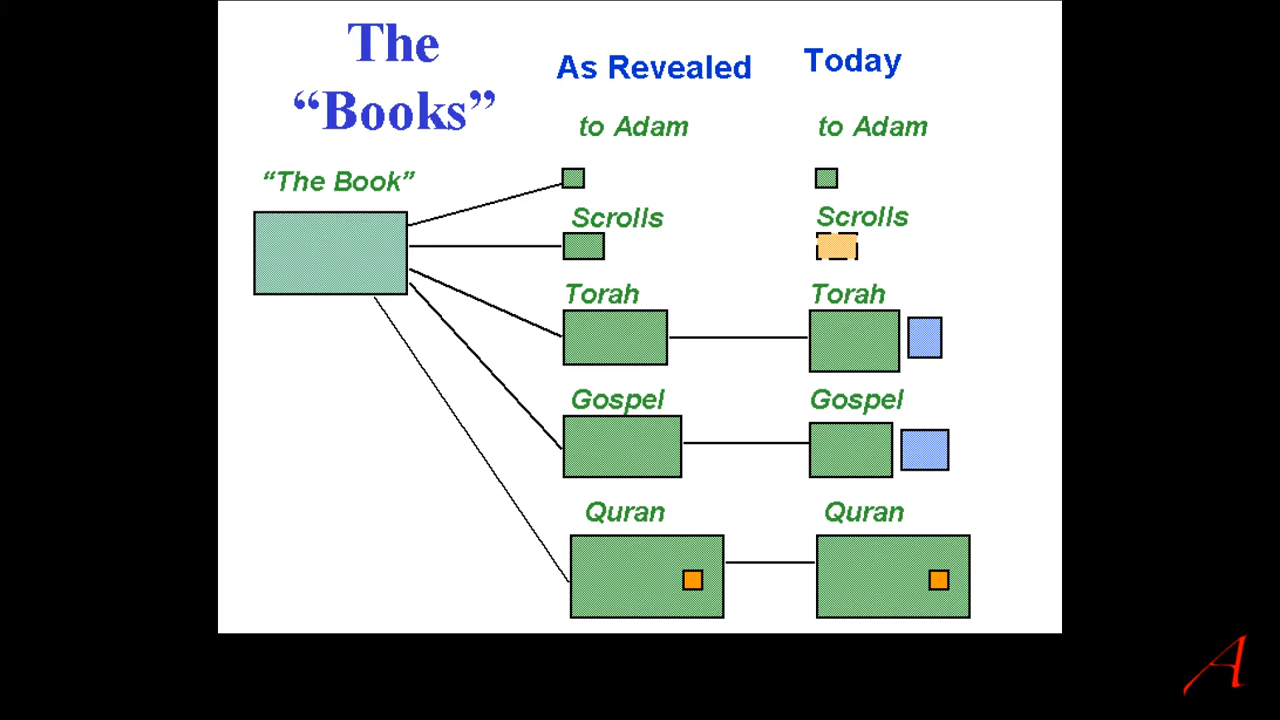 The
“Books”
As Revealed
Today
to Adam
to Adam
“The Book”
Scrolls
Scrolls
Torah
Torah
Gospel
Gospel
Quran
Quran
A